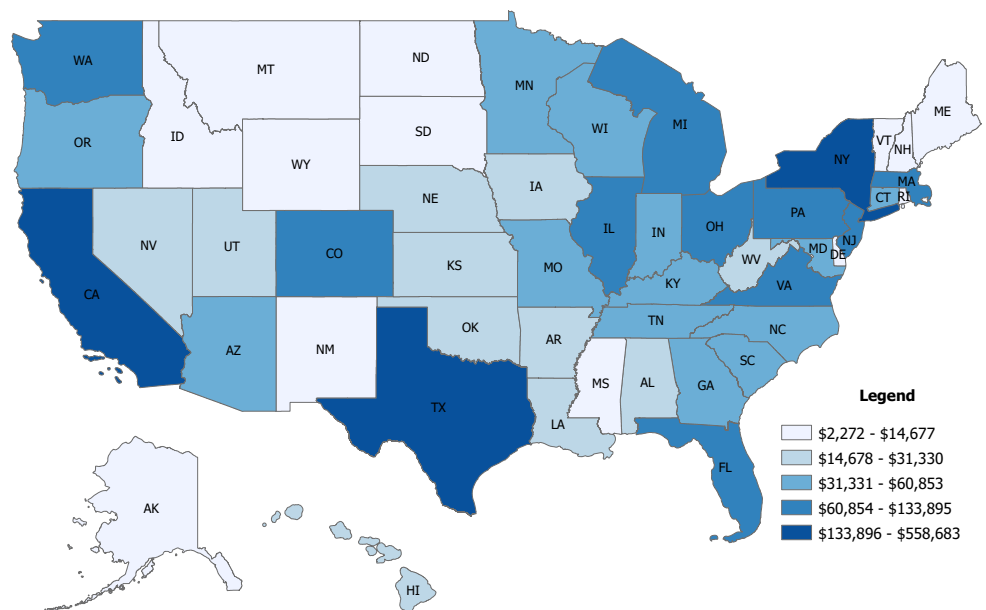 WA
MT
ND
MN
ME
OR
ID
SD
WI
MI
VT
NH
NY
WY
MA
CT
RI
IA
NE
PA
NV
UT
CO
IL
IN
OH
NJ
MD
DE
WV
KS
MO
VA
KY
CA
TN
NC
OK
AR
AZ
NM
SC
MS
AL
GA
TX
LA
FL
AK
HI
Legend
$2,272 - $14,677
$14,678 - $31,330
$31,331 - $60,853
$60,854 - $133,895
$133,896 - $558,683